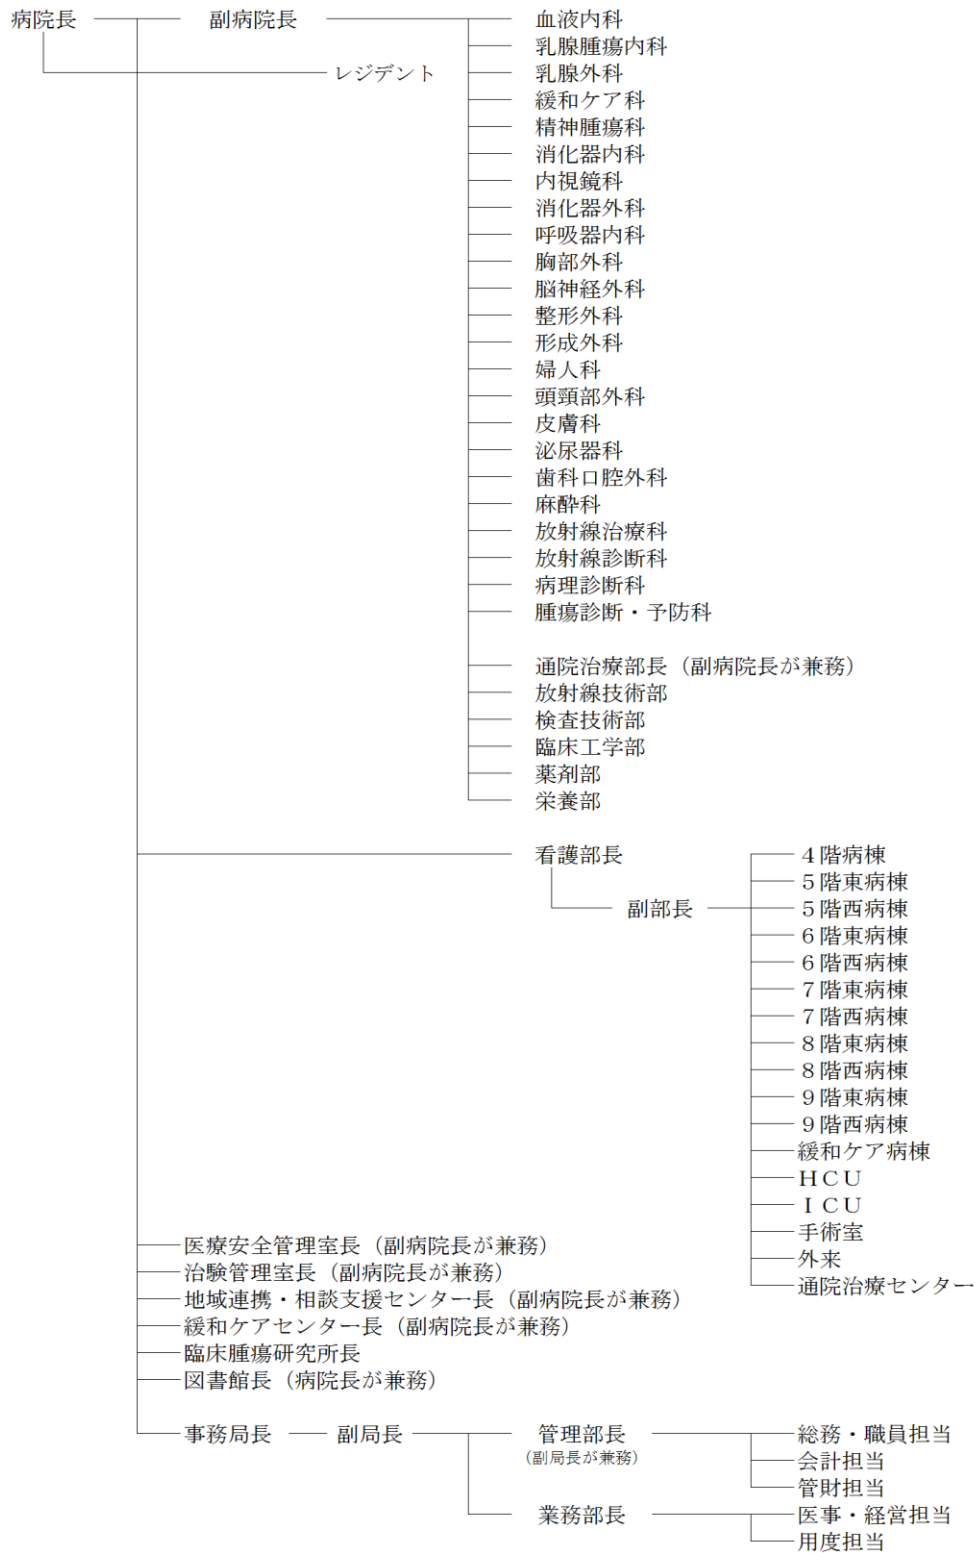 病院長 副病院長 血液内科
乳腺腫瘍内科
レジデント 乳腺外科
緩和ケア科
精神腫瘍科
消化器内科
内視鏡科
消化器外科
呼吸器内科
胸部外科
脳神経外科
整形外科
形成外科
婦人科
頭頸部外科
皮膚科
泌尿器科
歯科口腔外科
麻酔科
放射線治療科
放射線診断科
病理診断科
腫瘍診断・予防科
通院治療部長（副病院長が兼務）
放射線技術部
検査技術部
臨床工学部
薬剤部
栄養部
看護部長 ４階病棟
５階東病棟
副部長 ５階西病棟
６階東病棟
６階西病棟
７階東病棟
７階西病棟
８階東病棟
８階西病棟
９階東病棟
９階西病棟
緩和ケア病棟
ＨＣＵ
ＩＣＵ
手術室
医療安全管理室長（副病院長が兼務） 外来
治験管理室長（副病院長が兼務） 通院治療センター
地域連携・相談支援センター長（副病院長が兼務）
緩和ケアセンター長（副病院長が兼務）
臨床腫瘍研究所長
図書館長（病院長が兼務）
事務局長 副局長 管理部長 総務・職員担当
（副局長が兼務） 会計担当
管財担当
業務部長 医事・経営担当
用度担当